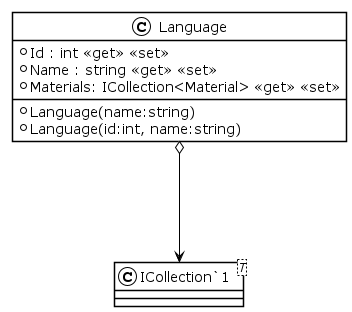 C Language
Id : int «get» «set»
Name : string «get» «set»
Materials: ICollection<Material> «get» «set»
Language(name:string)
Language(id:int, name:string)
C ICollection`1 T